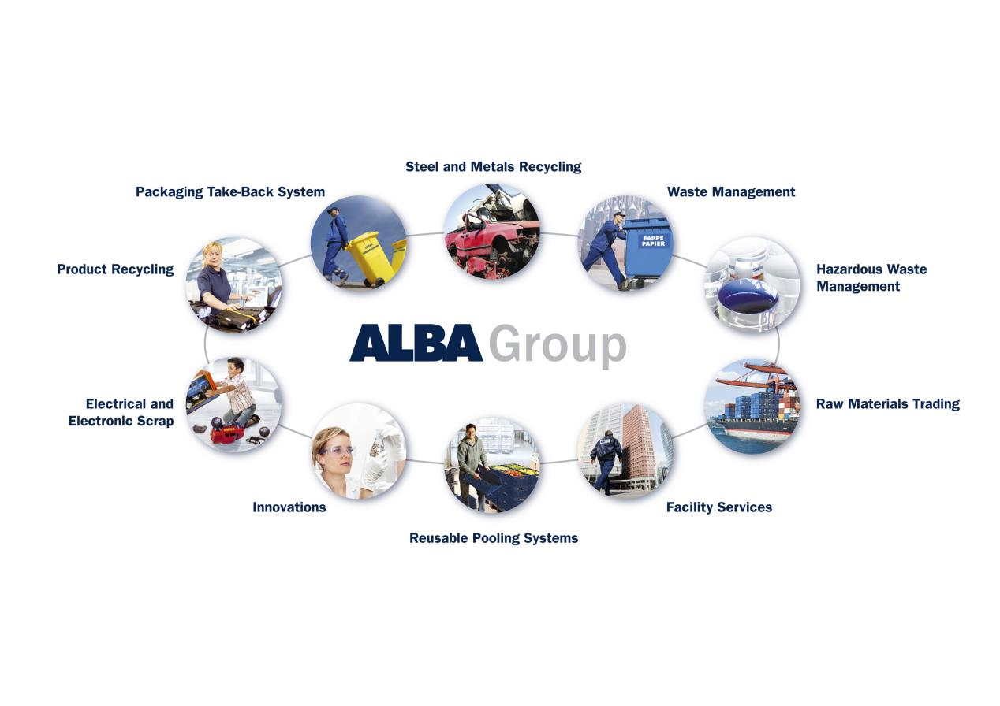 Steel and Metals Recycling
Packaging Take-Back System
Waste Management
PAPPE
PAPIER
Product Recycling
Hazardous Waste
Management
ALBA Group
Electrical and
Electronic Scrap
Raw Materials Trading
Innovations
Facility Services
Reusable Pooling Systems